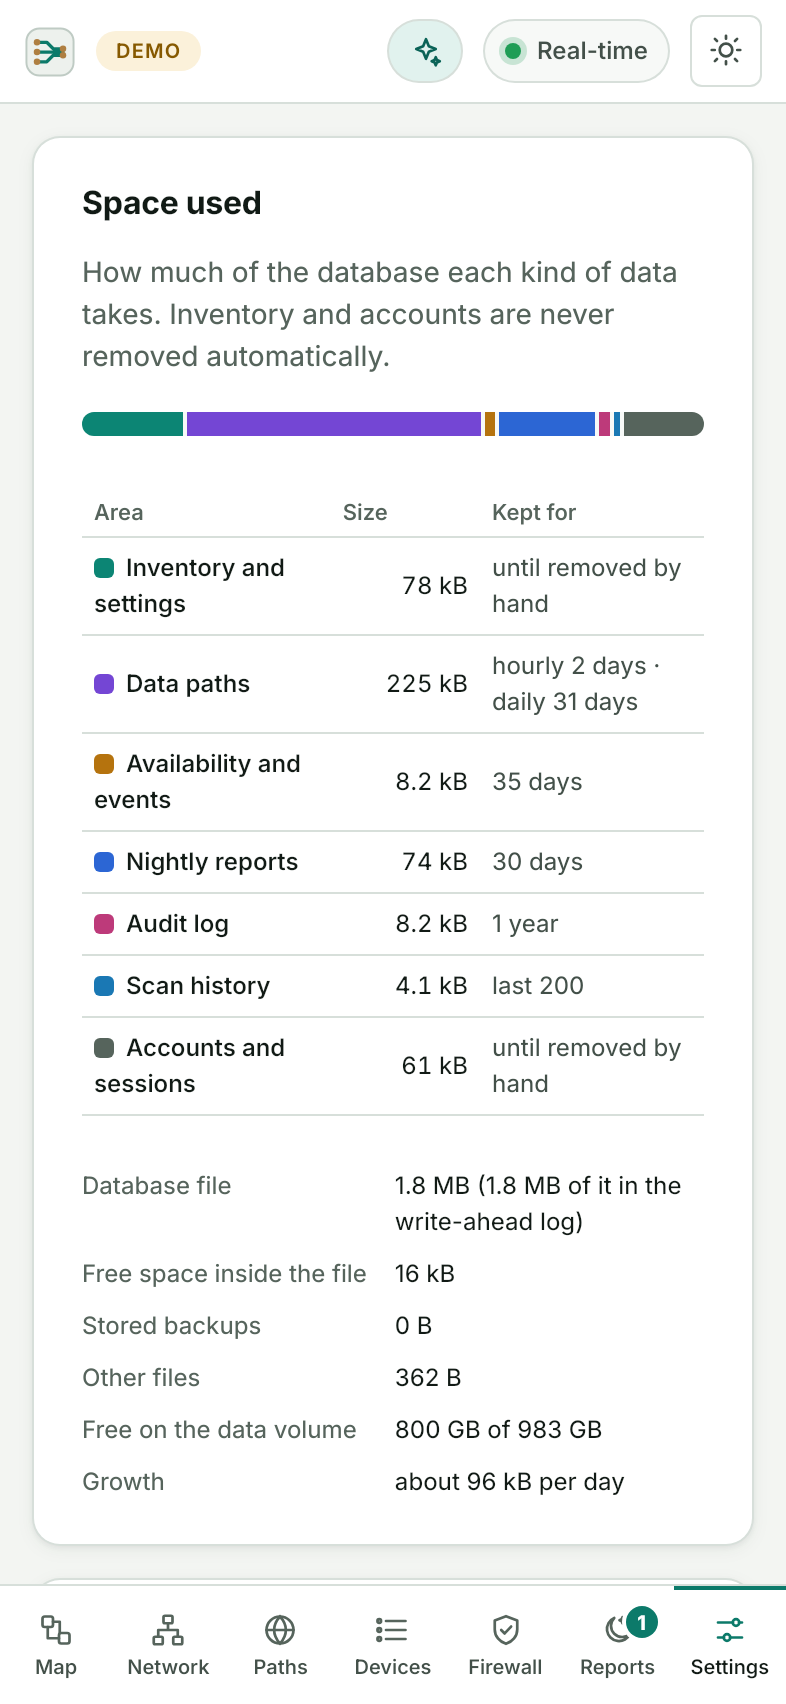 DEMO
Real-time
Space used
How much of the database each kind of data
takes. Inventory and accounts are never
removed automatically.
Area Size Kept for
Inventory and settings 78 kB until removed by hand
Data paths 225 kB hourly 2 days · daily 31 days
Availability and events 8.2 kB 35 days
Nightly reports 74 kB 30 days
Audit log 8.2 kB 1 year
Scan history 4.1 kB last 200
Accounts and sessions 61 kB until removed by hand
Database file 1.8 MB (1.8 MB of it in the write-ahead log)
Free space inside the file 16 kB
Stored backups 0 B
Other files 362 B
Free on the data volume 800 GB of 983 GB
Growth about 96 kB per day
1
Map Network Paths Devices Firewall Reports Settings